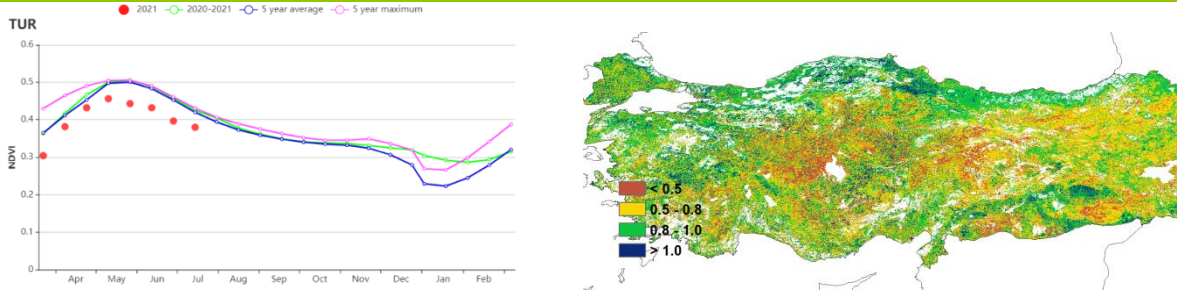 2021 2020-2021 5 year average 5 year maximum
TUR
0.6
0.5
0.4
0.3
0.2
0.1
0
NDVI
Apr May Jun Jul Aug Sep Oct Nov Dec Jan Feb
< 0.5
0.5 - 0.8
0.8 - 1.0
> 1.0